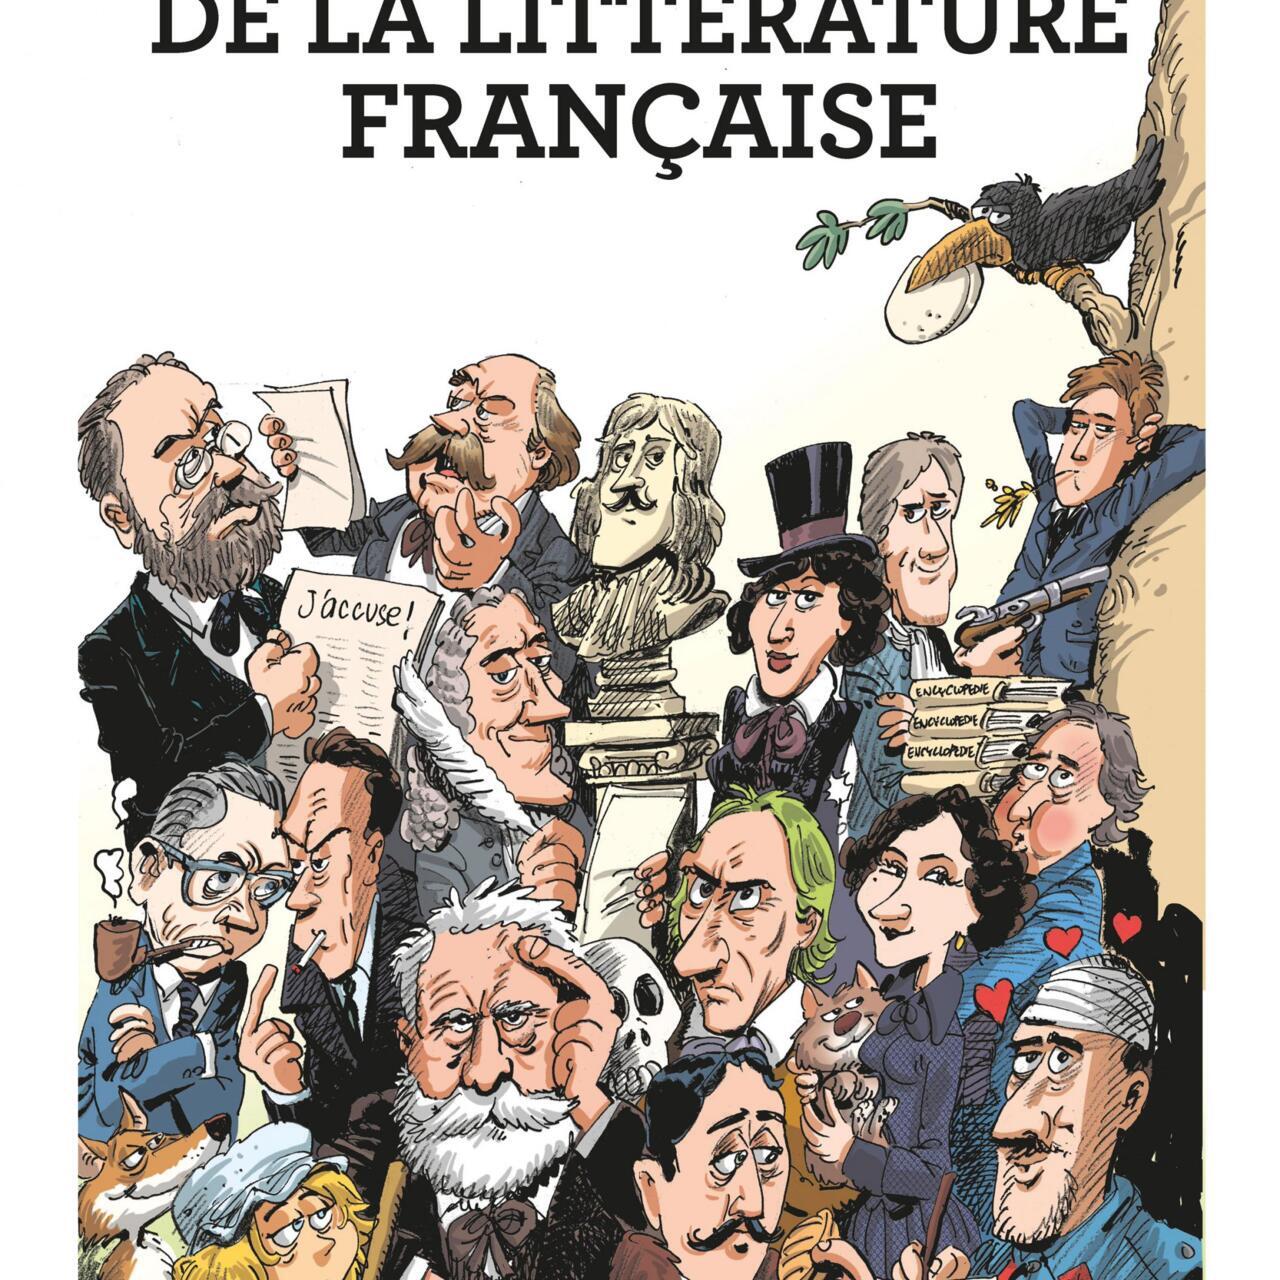 DE LA LITTÉRATURE
FRANÇAISE
J'accuse!
ENCYCLOPEDIE
ENCYCLOPEDIE
ENCYCLOPEDIE